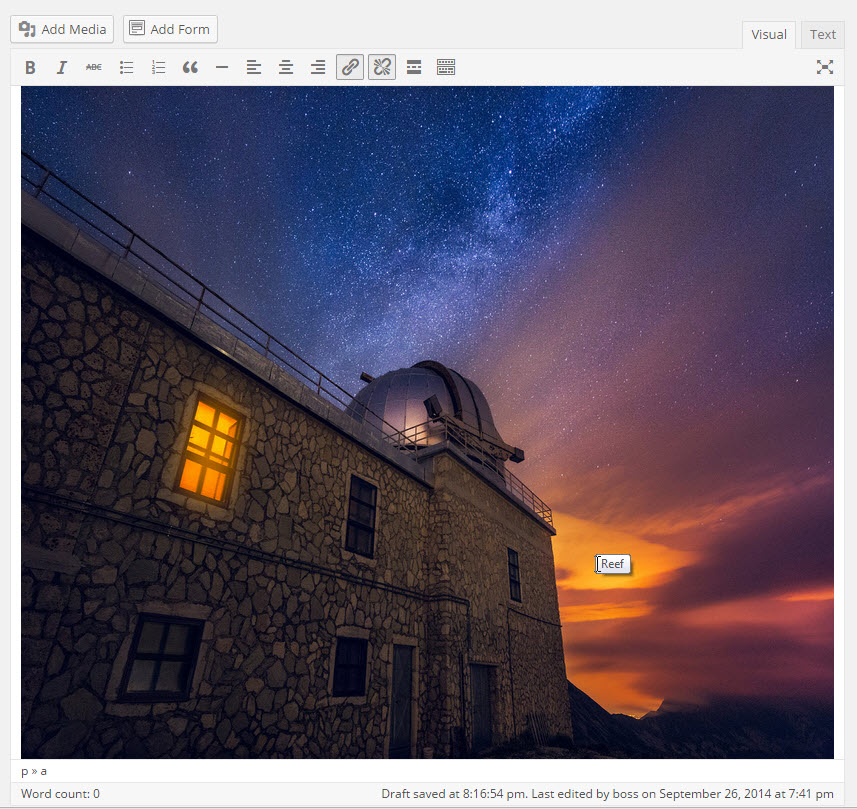 Add Media Add Form Visual Text
B I ABC
Reef
p » a
Word count: 0 Draft saved at 8:16:54 pm. Last edited by boss on September 26, 2014 at 7:41 pm